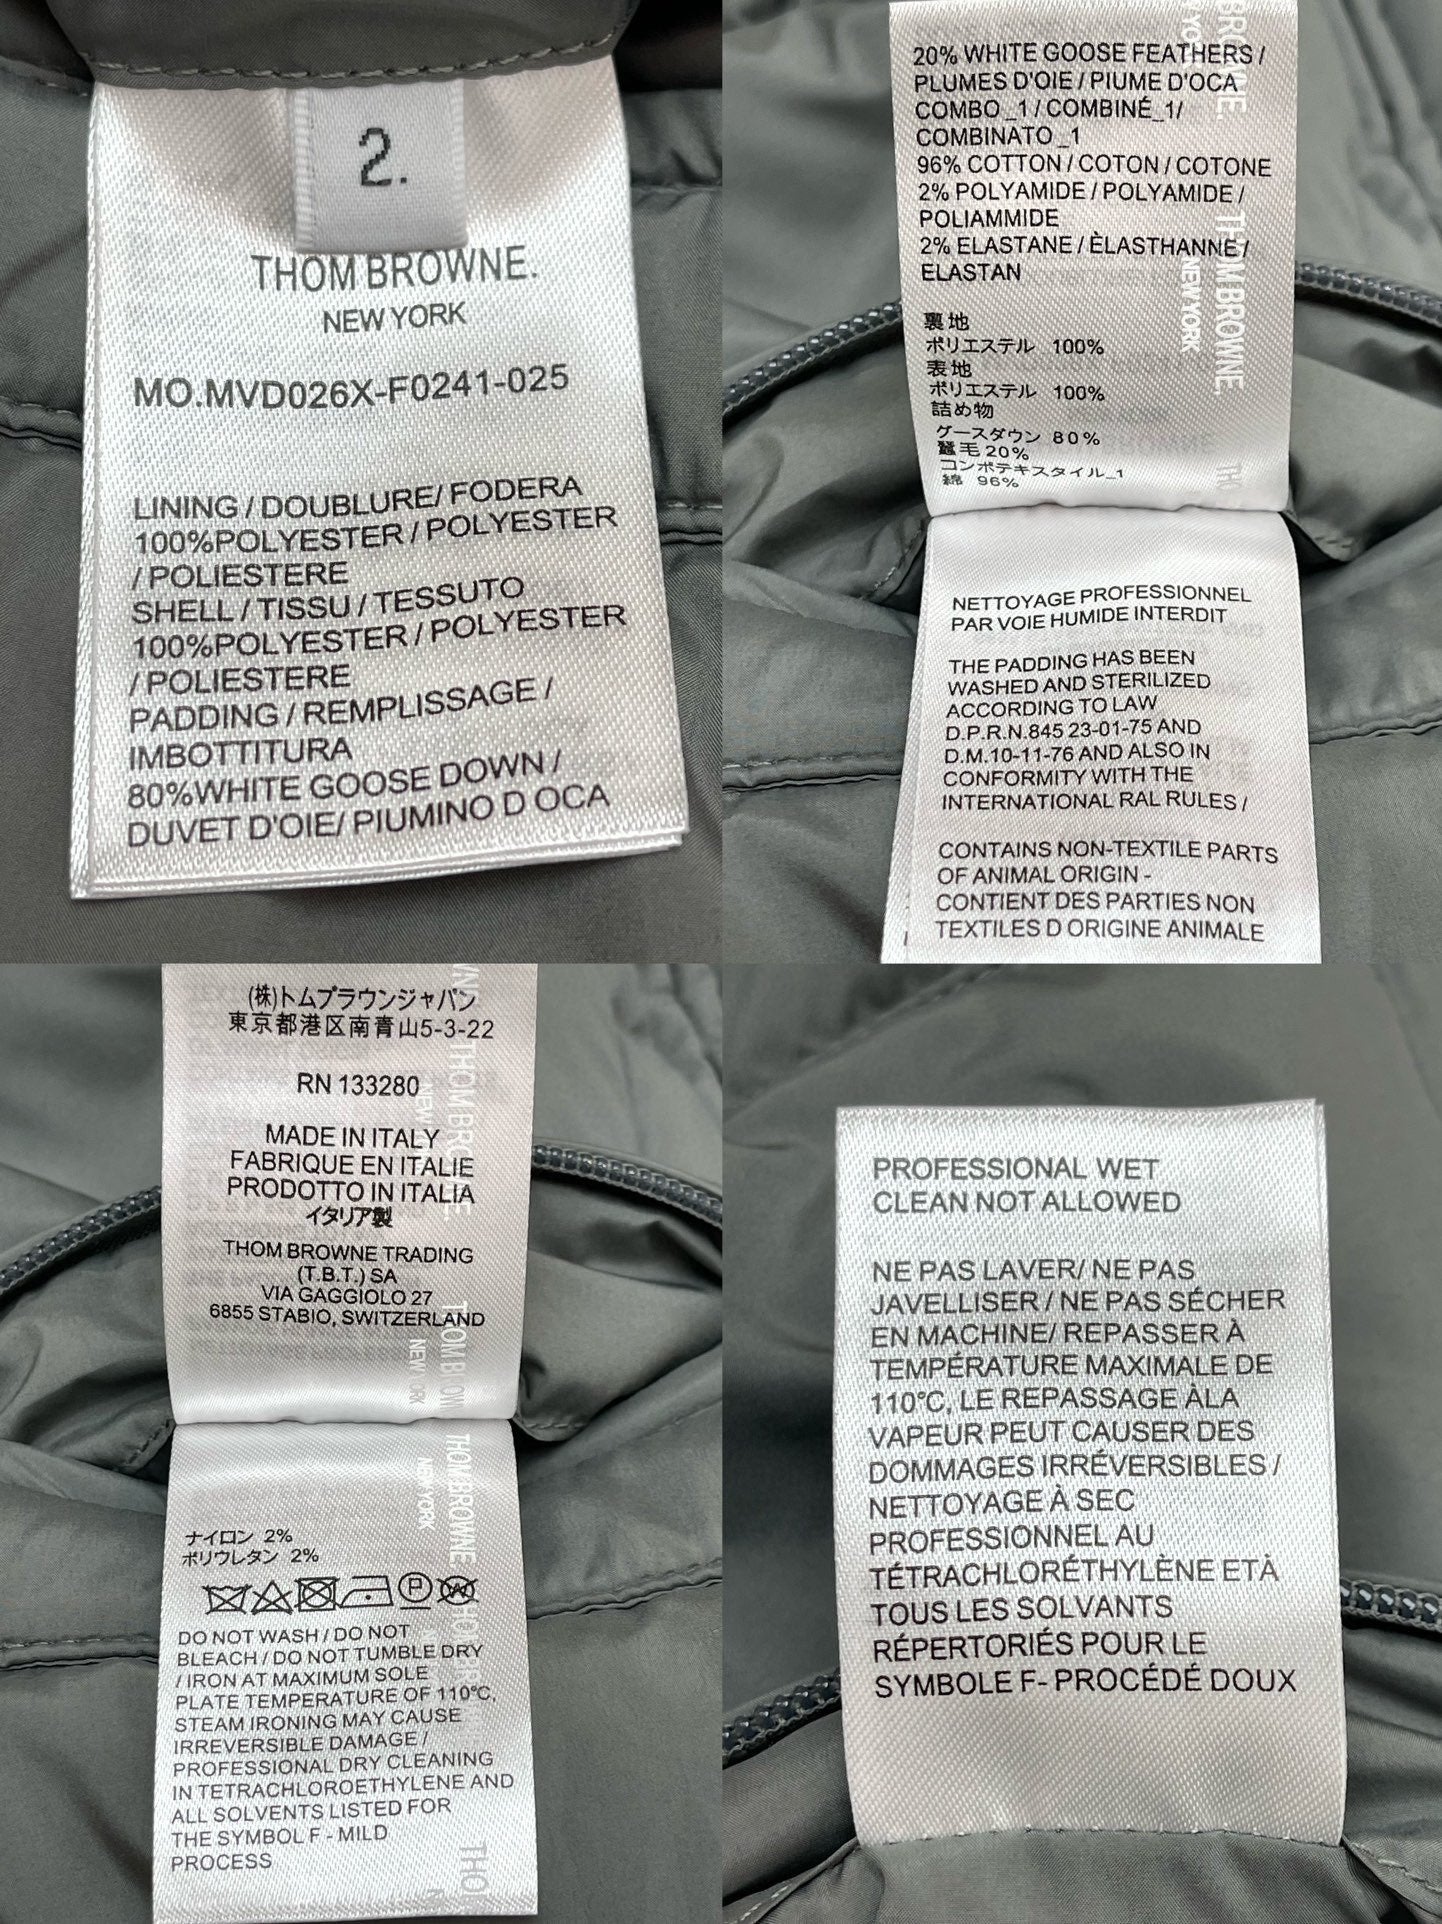 2.
THOM BROWNE.
NEW YORK
MO.MVD026X-F0241-025
LINING / DOUBLURE/ FODERA
100%POLYESTER / POLYESTER
/ POLIESTERE
SHELL / TISSU / TESSUTO
100%POLYESTER / POLYESTER
/ POLIESTERE
PADDING / REMPLISSAGE /
IMBOTTITURA
80%WHITE GOOSE DOWN /
DUVET D'OIE/ PIUMINO D OCA
20% WHITE GOOSE FEATHERS /
PLUMES D'OIE / PIUME D'OCA
COMBO_1 / COMBINÉ_1/
COMBINATO_1
96% COTTON / COTON / COTONE
2% POLYAMIDE / POLYAMIDE /
POLIAMMIDE
2% ELASTANE / ÈLASTHANNE /
ELASTAN
裏地
ポリエステル 100%
表地
ポリエステル 100%
詰め物
グースダウン 80%
蠶毛20%
コンポテキスタイル_1
綿 96%
THOM BROWNE
NEW YORK
NETTOYAGE PROFESSIONNEL
PAR VOIE HUMIDE INTERDIT
THE PADDING HAS BEEN
WASHED AND STERILIZED
ACCORDING TO LAW
D.P.R.N.845 23-01-75 AND
D.M.10-11-76 AND ALSO IN
CONFORMITY WITH THE
INTERNATIONAL RAL RULES /
CONTAINS NON-TEXTILE PARTS
OF ANIMAL ORIGIN -
CONTIENT DES PARTIES NON
TEXTILES D ORIGINE ANIMALE
(株)トムブラウンジャパン
東京都港区南青山5-3-22
RN 133280
MADE IN ITALY
FABRIQUE EN ITALIE
PRODOTTO IN ITALIA
イタリア製
THOM BROWNE TRADING
(T.B.T.) SA
VIA GAGGIOLO 27
6855 STABIO, SWITZERLAND
THOM BROWNE
NEW YORK
ナイロン 2%
ポリウレタン 2%
P W
DO NOT WASH / DO NOT
BLEACH / DO NOT TUMBLE DRY
/ IRON AT MAXIMUM SOLE
PLATE TEMPERATURE OF 110°C,
STEAM IRONING MAY CAUSE
IRREVERSIBLE DAMAGE /
PROFESSIONAL DRY CLEANING
IN TETRACHLOROETHYLENE AND
ALL SOLVENTS LISTED FOR
THE SYMBOL F - MILD
PROCESS
PROFESSIONAL WET
CLEAN NOT ALLOWED
NE PAS LAVER/ NE PAS
JAVELLISER / NE PAS SÉCHER
EN MACHINE/ REPASSER À
TEMPÉRATURE MAXIMALE DE
110°C, LE REPASSAGE ÀLA
VAPEUR PEUT CAUSER DES
DOMMAGES IRRÉVERSIBLES /
NETTOYAGE À SEC
PROFESSIONNEL AU
TÉTRACHLORÉTHYLÈNE ETÀ
TOUS LES SOLVANTS
RÉPERTORIÉS POUR LE
SYMBOLE F- PROCÉDÉ DOUX